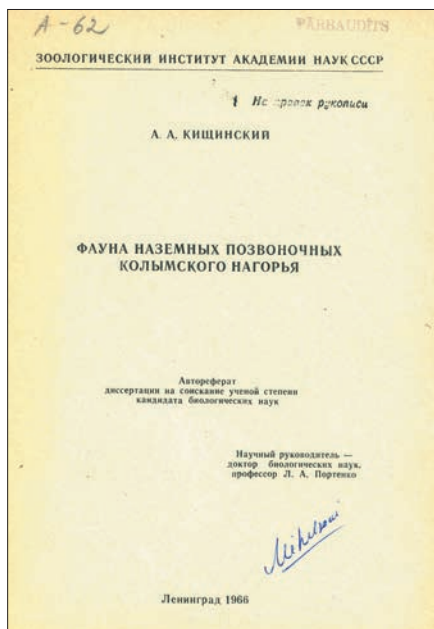 А-62
PĀRBAUDĪTS
ЗООЛОГИЧЕСКИЙ ИНСТИТУТ АКАДЕМИИ НАУК СССР
На правах рукописи
А. А. КИЩИНСКИЙ
ФАУНА НАЗЕМНЫХ ПОЗВОНОЧНЫХ
КОЛЫМСКОГО НАГОРЬЯ
Автореферат
диссертации на соискание ученой степени
кандидата биологических наук
Научный руководитель —
доктор биологических наук,
профессор Л. А. Портенко
Ленинград 1966